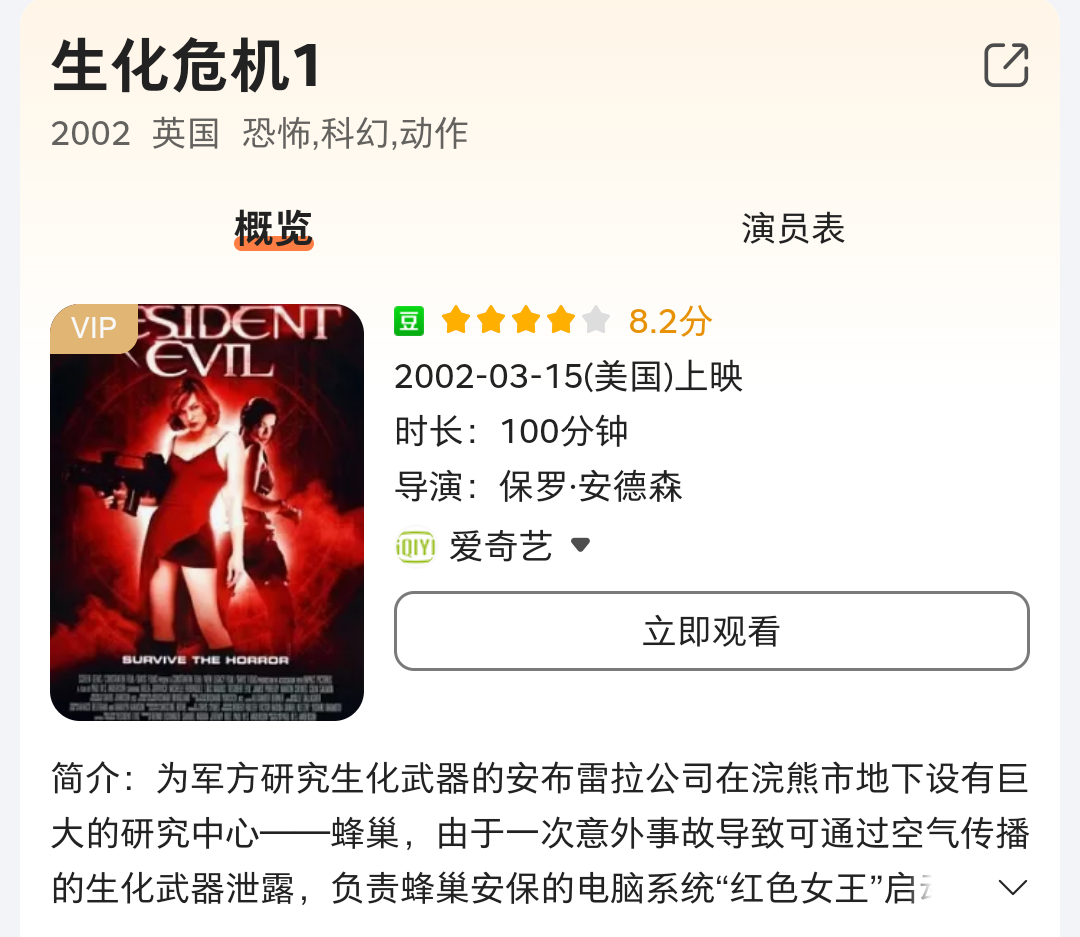 生化危机1
2002 英国 恐怖,科幻,动作
概览
演员表
VIP
ESIDENT
EVIL
SURVIVE THE HORROR
豆 8.2分
2002-03-15(美国)上映
时长：100分钟
导演：保罗·安德森
iQIYI 爱奇艺
立即观看
简介：为军方研究生化武器的安布雷拉公司在浣熊市地下设有巨
大的研究中心——蜂巢，由于一次意外事故导致可通过空气传播
的生化武器泄露，负责蜂巢安保的电脑系统“红色女王”启